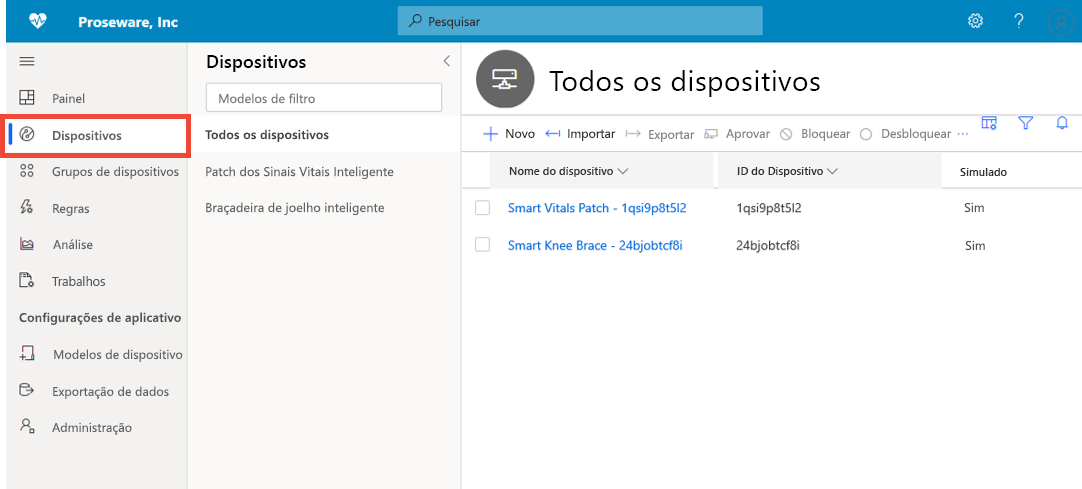 Proseware, Inc
Pesquisar
?
Painel
Dispositivos
Grupos de dispositivos
Regras
Análise
Trabalhos
Configurações de aplicativo
Modelos de dispositivo
Exportação de dados
Administração
Dispositivos
Modelos de filtro
Todos os dispositivos
Patch dos Sinais Vitais Inteligente
Braçadeira de joelho inteligente
Todos os dispositivos
Novo Importar Exportar Aprovar Bloquear Desbloquear ···
Nome do dispositivo ID do Dispositivo Simulado
Smart Vitals Patch - 1qsi9p8t5l2 1qsi9p8t5l2 Sim
Smart Knee Brace - 24bjobtcf8i 24bjobtcf8i Sim